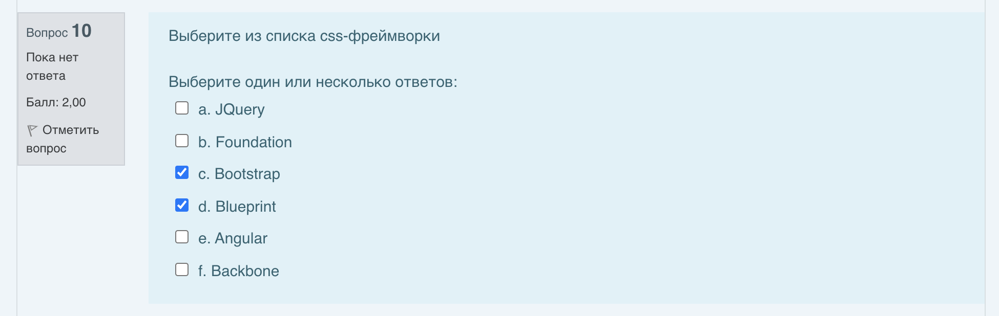 Вопрос 10
Пока нет
ответа
Балл: 2,00
Отметить
вопрос
Выберите из списка css-фреймворки
Выберите один или несколько ответов:
a. JQuery
b. Foundation
c. Bootstrap
d. Blueprint
e. Angular
f. Backbone